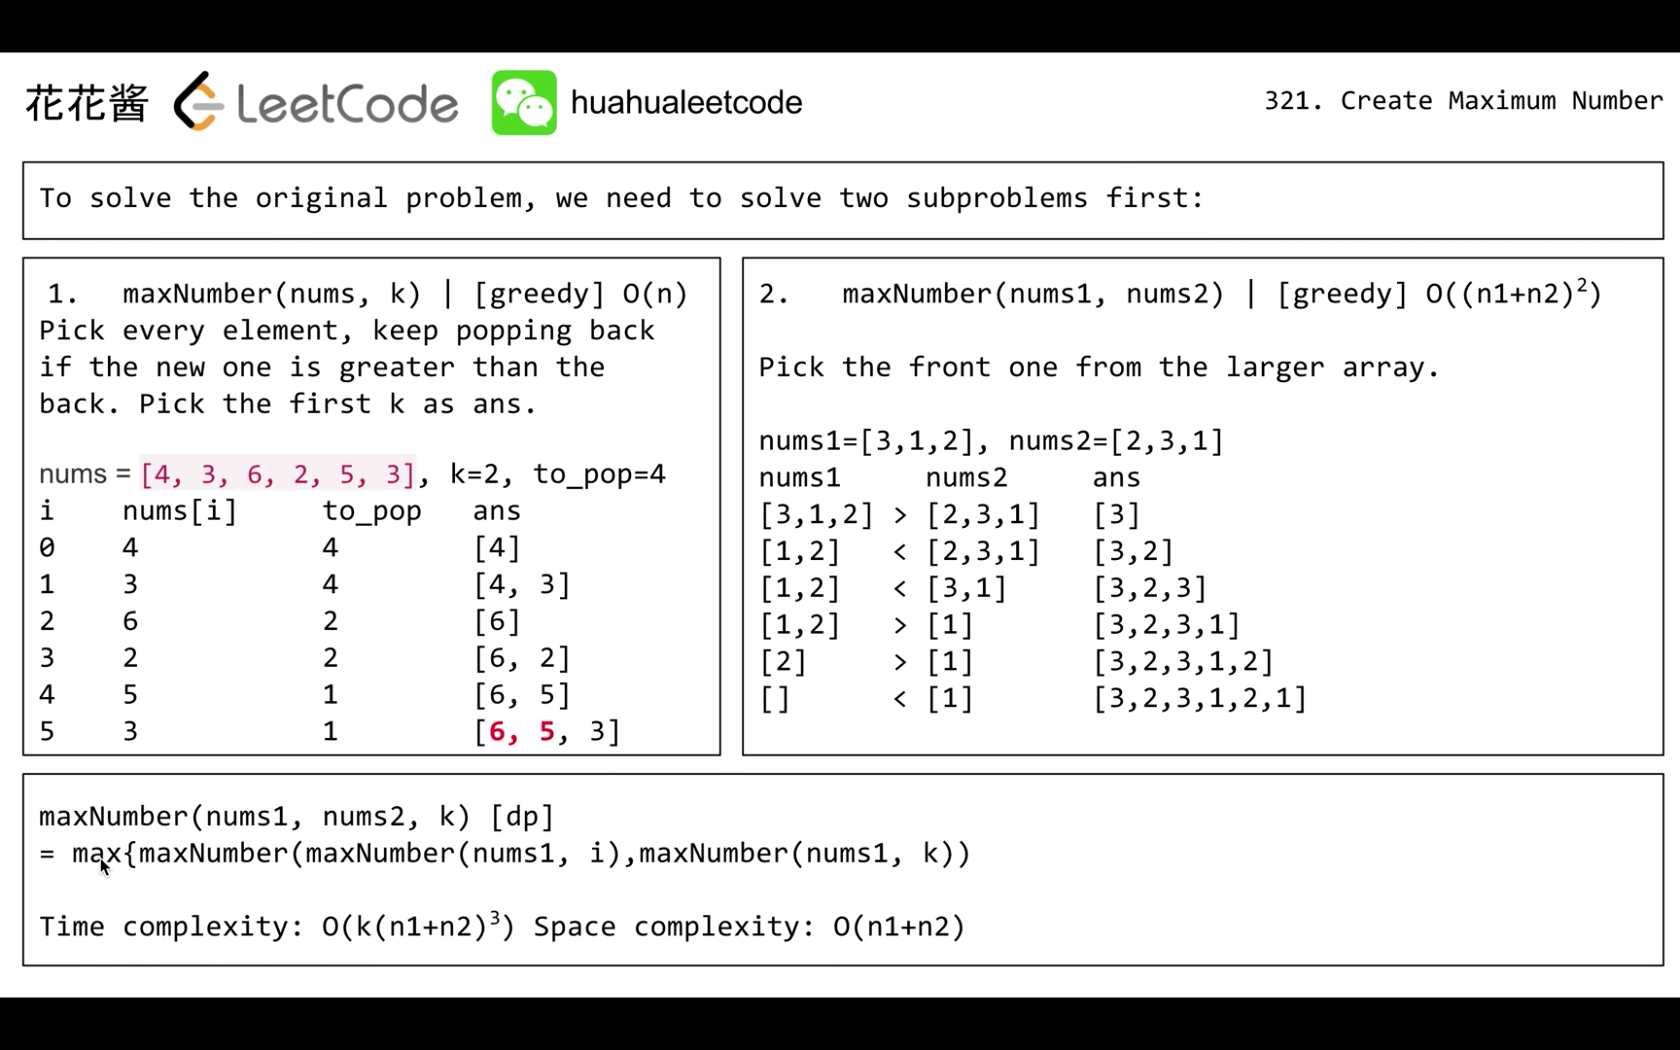 花花酱 LeetCode huahualeetcode 321. Create Maximum Number
To solve the original problem, we need to solve two subproblems first:
1. maxNumber(nums, k) | [greedy] O(n)
Pick every element, keep popping back
if the new one is greater than the
back. Pick the first k as ans.
nums = [4, 3, 6, 2, 5, 3], k=2, to_pop=4
i nums[i] to_pop ans
0 4 4 [4]
1 3 4 [4, 3]
2 6 2 [6]
3 2 2 [6, 2]
4 5 1 [6, 5]
5 3 1 [6, 5, 3]
2. maxNumber(nums1, nums2) | [greedy] O((n1+n2)²)
Pick the front one from the larger array.
nums1=[3,1,2], nums2=[2,3,1]
nums1 nums2 ans
[3,1,2] > [2,3,1] [3]
[1,2] < [2,3,1] [3,2]
[1,2] < [3,1] [3,2,3]
[1,2] > [1] [3,2,3,1]
[2] > [1] [3,2,3,1,2]
[] < [1] [3,2,3,1,2,1]
maxNumber(nums1, nums2, k) [dp]
= max{maxNumber(maxNumber(nums1, i),maxNumber(nums1, k))
Time complexity: O(k(n1+n2)³) Space complexity: O(n1+n2)